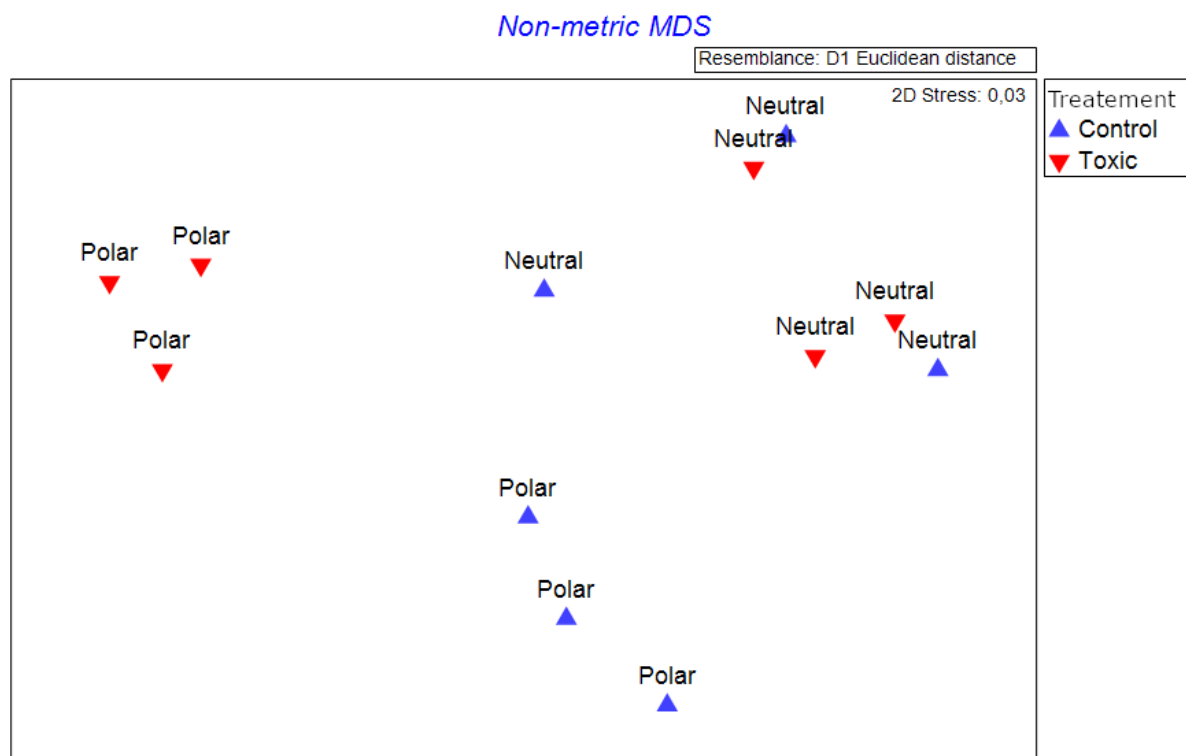 Non-metric MDS
Resemblance: D1 Euclidean distance
2D Stress: 0,03
Treatement
Control
Toxic
Neutral
Neutral
Polar
Polar
Neutral
Neutral
Neutral
Neutral
Polar
Polar
Polar
Polar